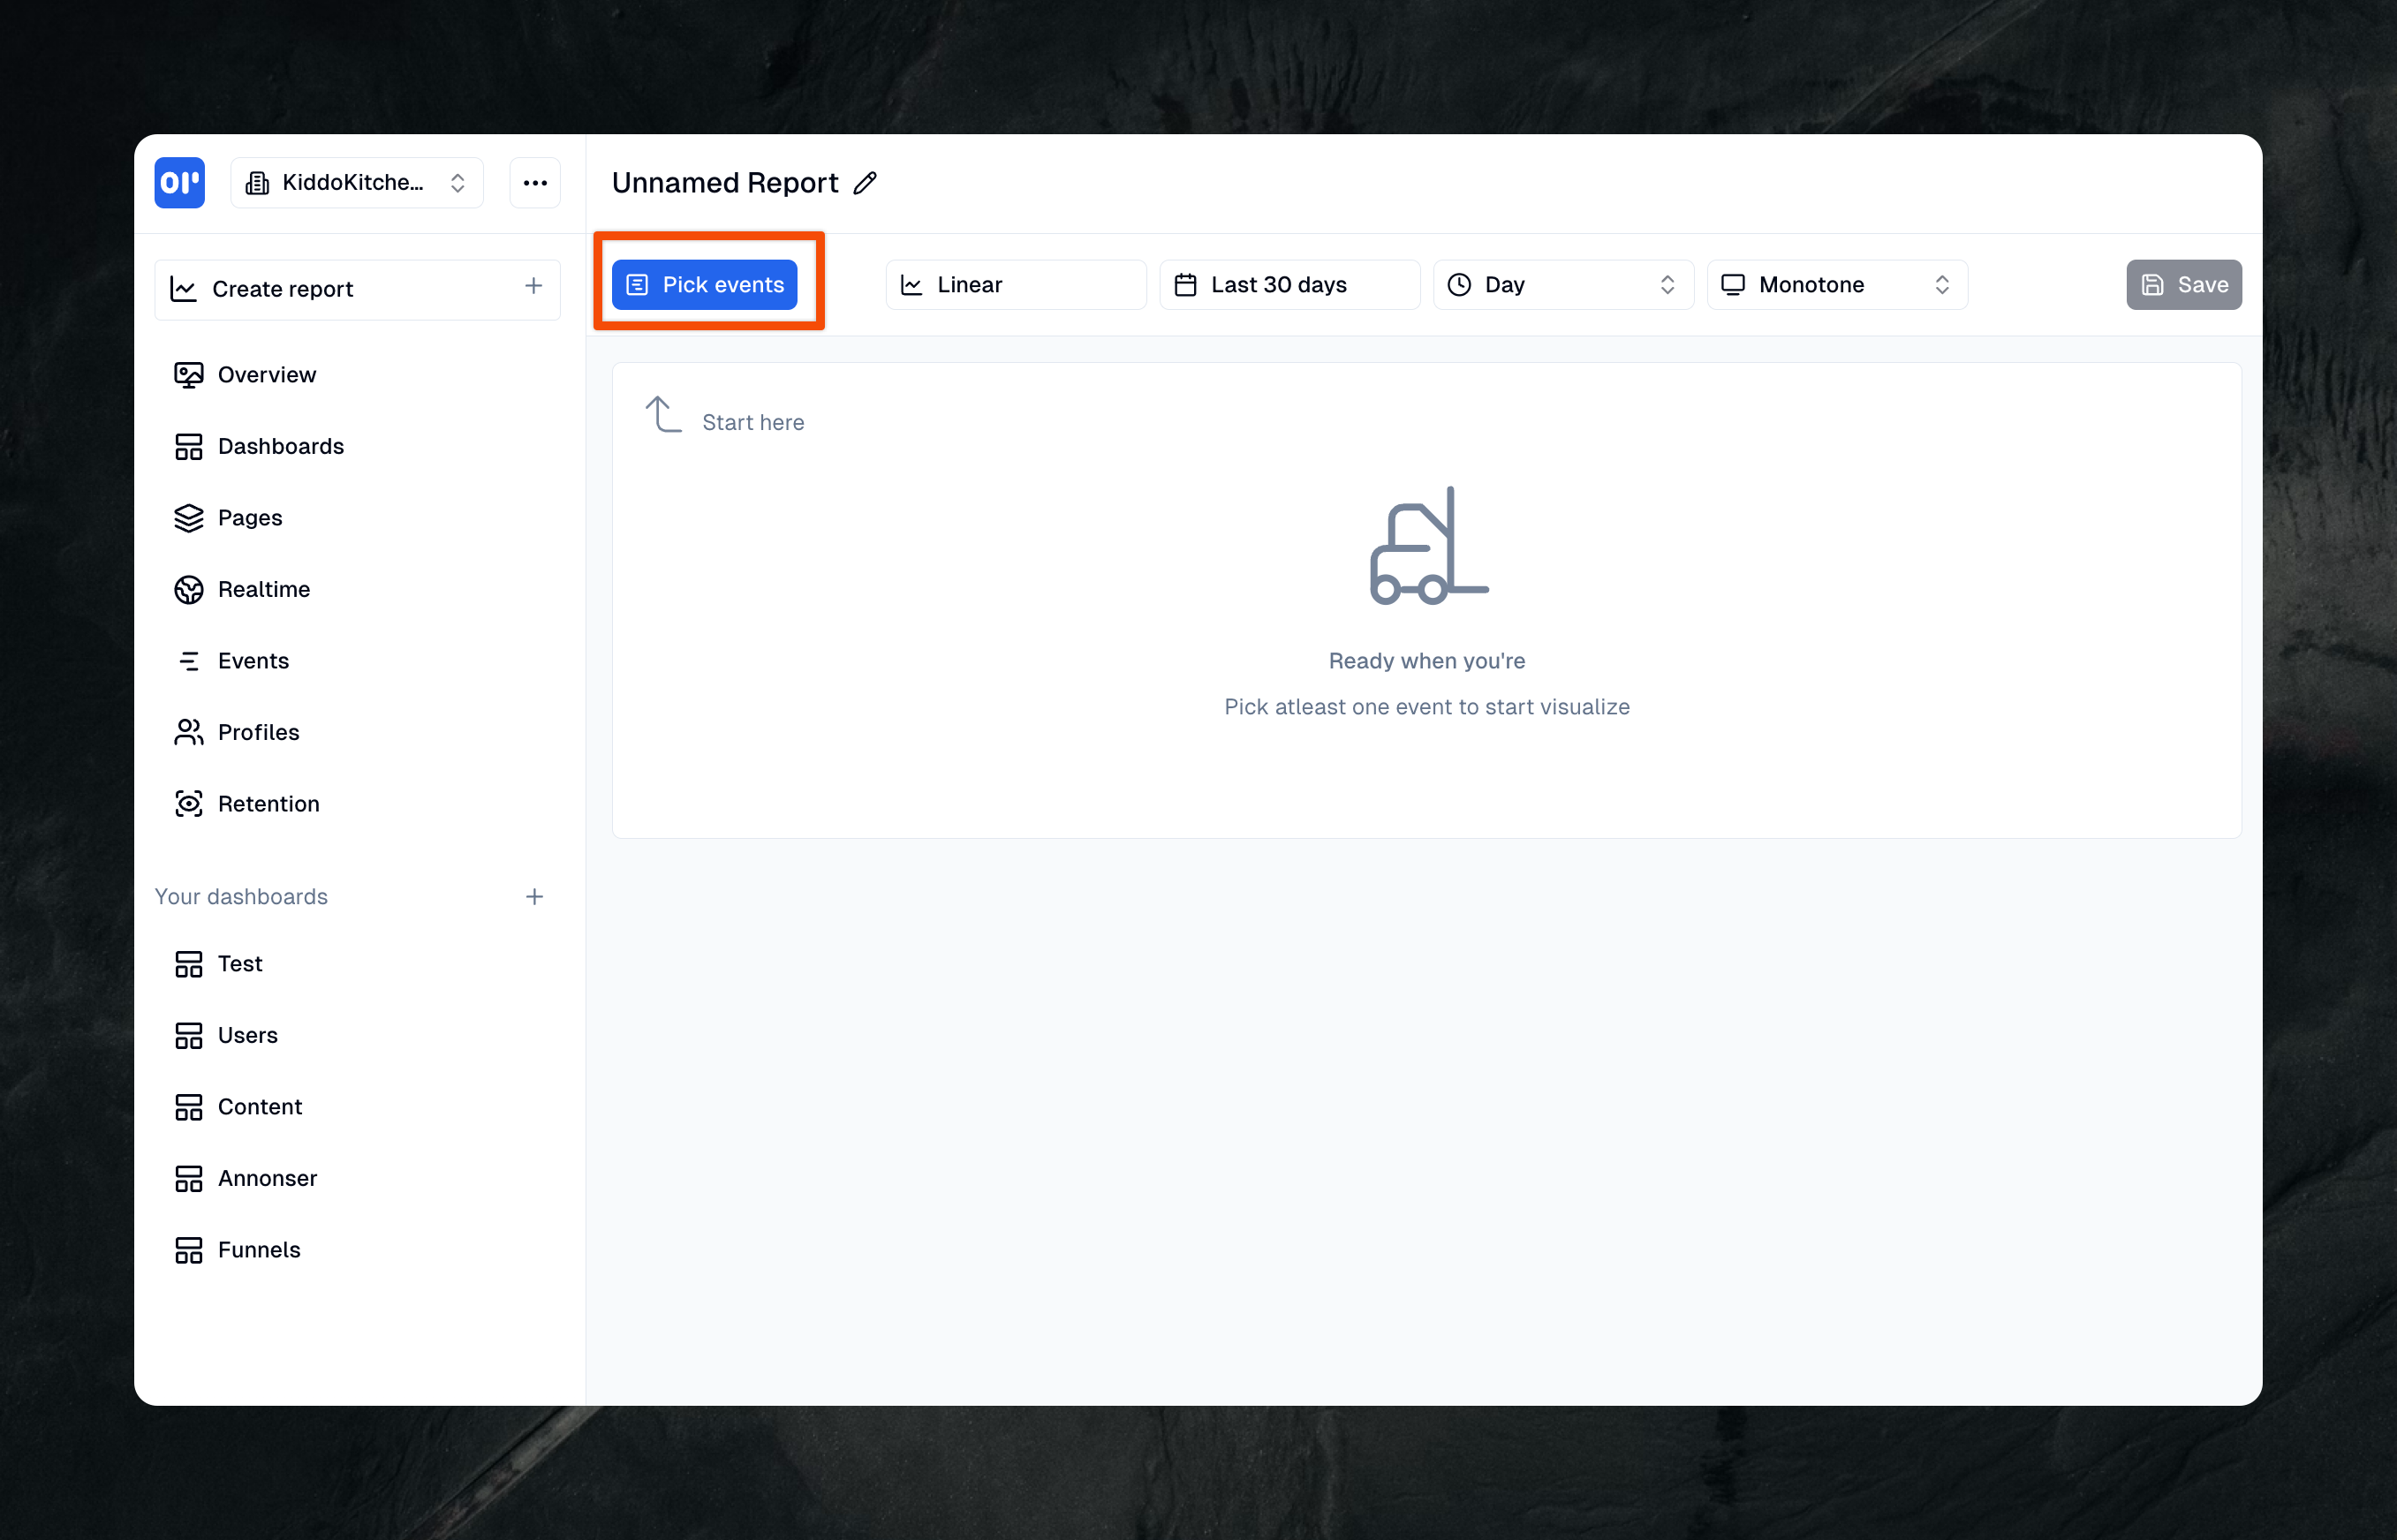 KiddoKitche...
Unnamed Report
Create report
Pick events
Linear
Last 30 days
Day
Monotone
Save
Overview
Dashboards
Pages
Realtime
Events
Profiles
Retention
Your dashboards
Test
Users
Content
Annonser
Funnels
Start here
Ready when you're
Pick atleast one event to start visualize